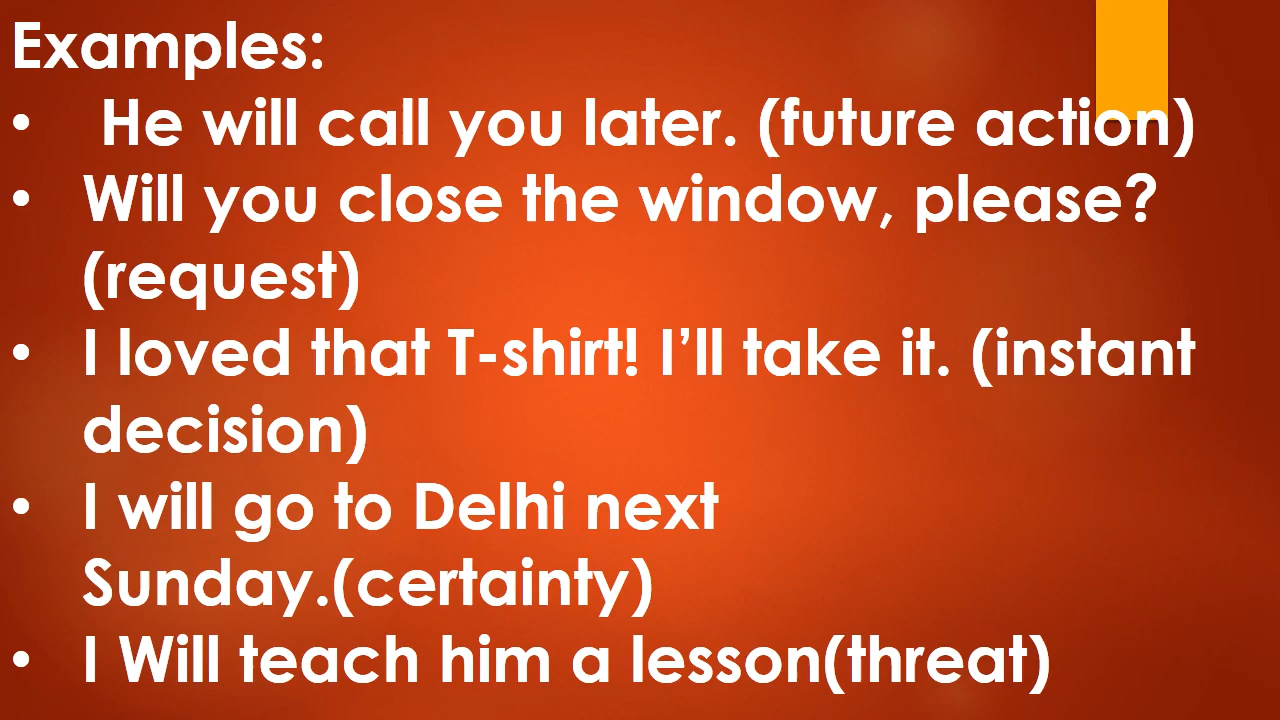 Examples:
• He will call you later. (future action)
• Will you close the window, please?
(request)
• I loved that T-shirt! I’ll take it. (instant
decision)
• I will go to Delhi next
Sunday.(certainty)
• I Will teach him a lesson(threat)